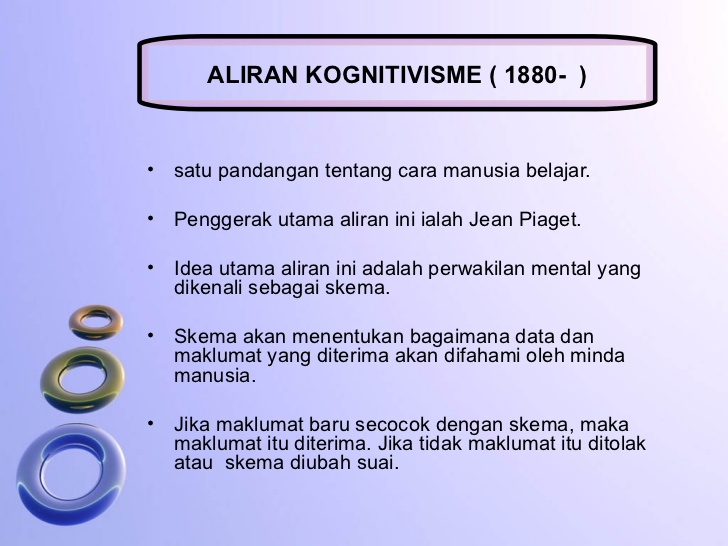 ALIRAN KOGNITIVISME ( 1880-  )
• satu pandangan tentang cara manusia belajar.
• Penggerak utama aliran ini ialah Jean Piaget.
• Idea utama aliran ini adalah perwakilan mental yang
dikenali sebagai skema.
• Skema akan menentukan bagaimana data dan
maklumat yang diterima akan difahami oleh minda
manusia.
• Jika maklumat baru secocok dengan skema, maka
maklumat itu diterima. Jika tidak maklumat itu ditolak
atau  skema diubah suai.